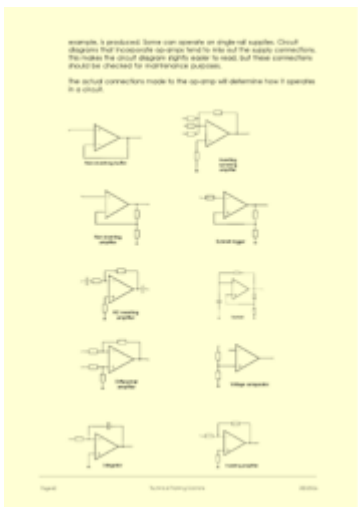 example, is produced. Some can operate on single-rail supplies. Circuit
diagrams that incorporate op-amps tend to miss out the supply connections.
This makes the circuit diagram slightly easier to read, but these connections
should be checked for maintenance purposes.
The actual connections made to the op-amp will determine how it operates
in a circuit.
Non inverting buffer
Inverting
summing
amplifier
Non inverting
amplifier
Schmitt trigger
AC inverting
amplifier
Differential
amplifier
Voltage comparator
Integrator
Inverting amplifier